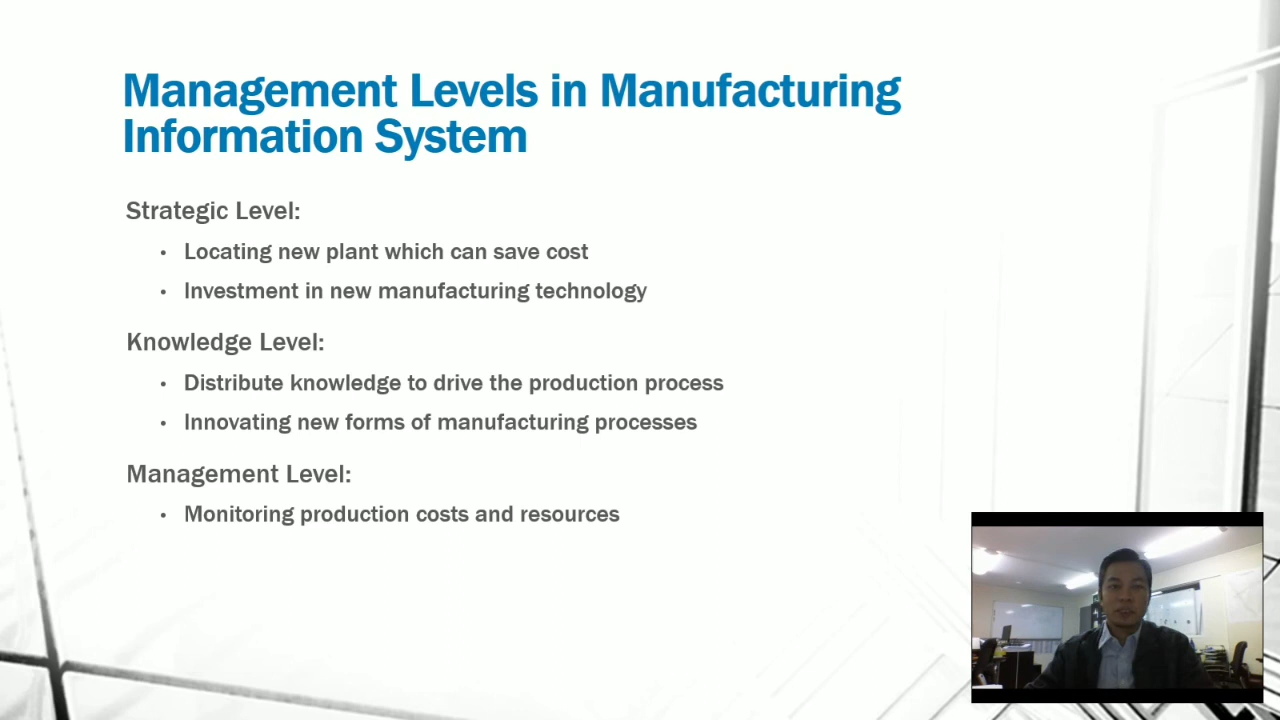 Management Levels in Manufacturing
Information System
Strategic Level:
• Locating new plant which can save cost
• Investment in new manufacturing technology
Knowledge Level:
• Distribute knowledge to drive the production process
• Innovating new forms of manufacturing processes
Management Level:
• Monitoring production costs and resources